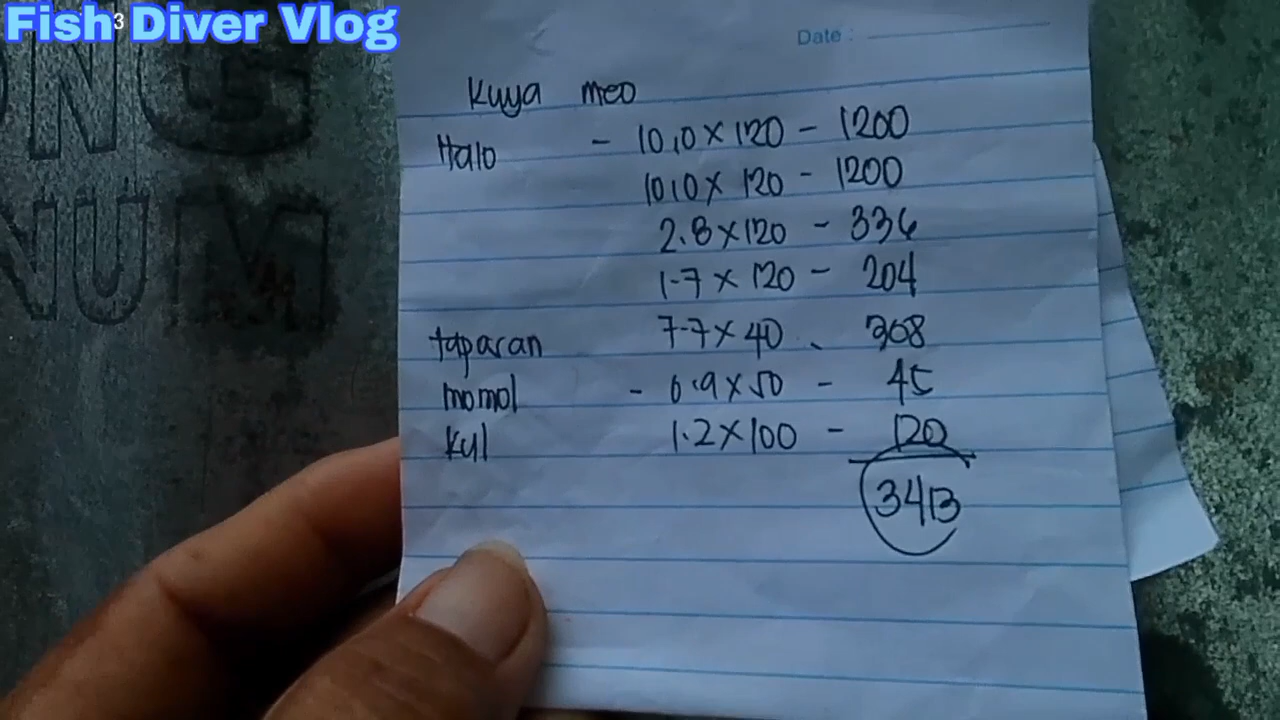 Fish Diver Vlog
3
Date :
Kuya meo
Halo - 10,0 X 120 - 1200
10,0 X 120 - 1200
2.8 X 120 - 336
1.7 X 120 - 204
taparan 7.7 X 40 - 308
momol - 0.9 X 50 - 45
Kyl 1.2 X 100 - 120
3413